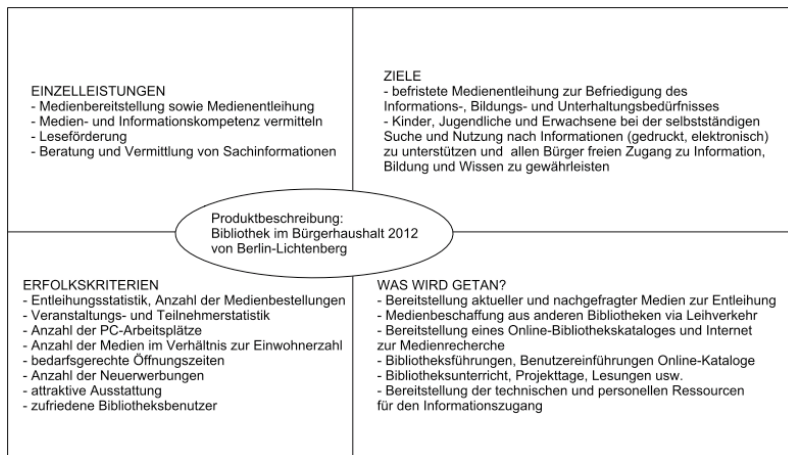 EINZELLEISTUNGEN
- Medienbereitstellung sowie Medienentleihung
- Medien- und Informationskompetenz vermitteln
- Leseförderung
- Beratung und Vermittlung von Sachinformationen
ZIELE
- befristete Medienentleihung zur Befriedigung des
Informations-, Bildungs- und Unterhaltungsbedürfnisses
- Kinder, Jugendliche und Erwachsene bei der selbstständigen
Suche und Nutzung nach Informationen (gedruckt, elektronisch)
zu unterstützen und allen Bürger freien Zugang zu Information,
Bildung und Wissen zu gewährleisten
Produktbeschreibung:
Bibliothek im Bürgerhaushalt 2012
von Berlin-Lichtenberg
ERFOLKSKRITERIEN
- Entleihungsstatistik, Anzahl der Medienbestellungen
- Veranstaltungs- und Teilnehmerstatistik
- Anzahl der PC-Arbeitsplätze
- Anzahl der Medien im Verhältnis zur Einwohnerzahl
- bedarfsgerechte Öffnungszeiten
- Anzahl der Neuerwerbungen
- attraktive Ausstattung
- zufriedene Bibliotheksbenutzer
WAS WIRD GETAN?
- Bereitstellung aktueller und nachgefragter Medien zur Entleihung
- Medienbeschaffung aus anderen Bibliotheken via Leihverkehr
- Bereitstellung eines Online-Bibliothekskataloges und Internet
zur Medienrecherche
- Bibliotheksführungen, Benutzereinführungen Online-Kataloge
- Bibliotheksunterricht, Projekttage, Lesungen usw.
- Bereitstellung der technischen und personellen Ressourcen
für den Informationszugang